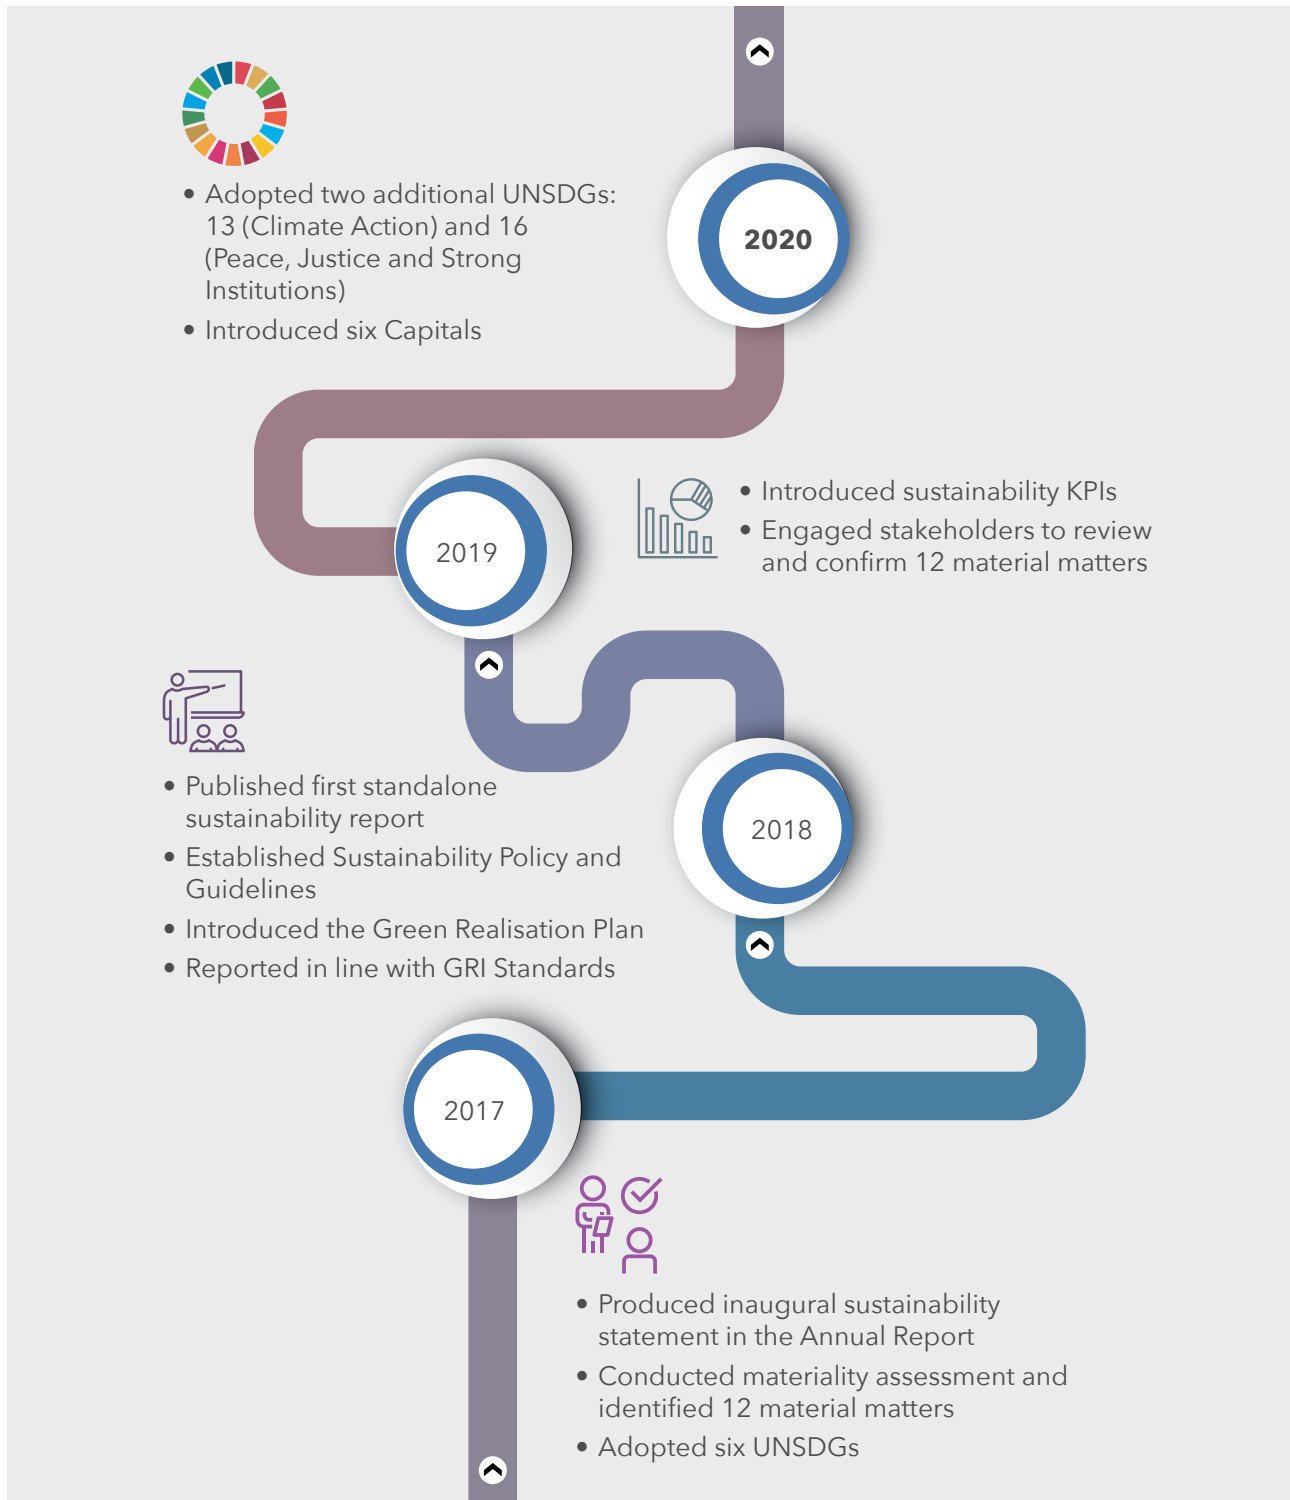 • Adopted two additional UNSDGs:
13 (Climate Action) and 16
(Peace, Justice and Strong
Institutions)
• Introduced six Capitals
2020
2019
• Introduced sustainability KPIs
• Engaged stakeholders to review
and confirm 12 material matters
• Published first standalone
sustainability report
• Established Sustainability Policy and
Guidelines
• Introduced the Green Realisation Plan
• Reported in line with GRI Standards
2018
2017
• Produced inaugural sustainability
statement in the Annual Report
• Conducted materiality assessment and
identified 12 material matters
• Adopted six UNSDGs